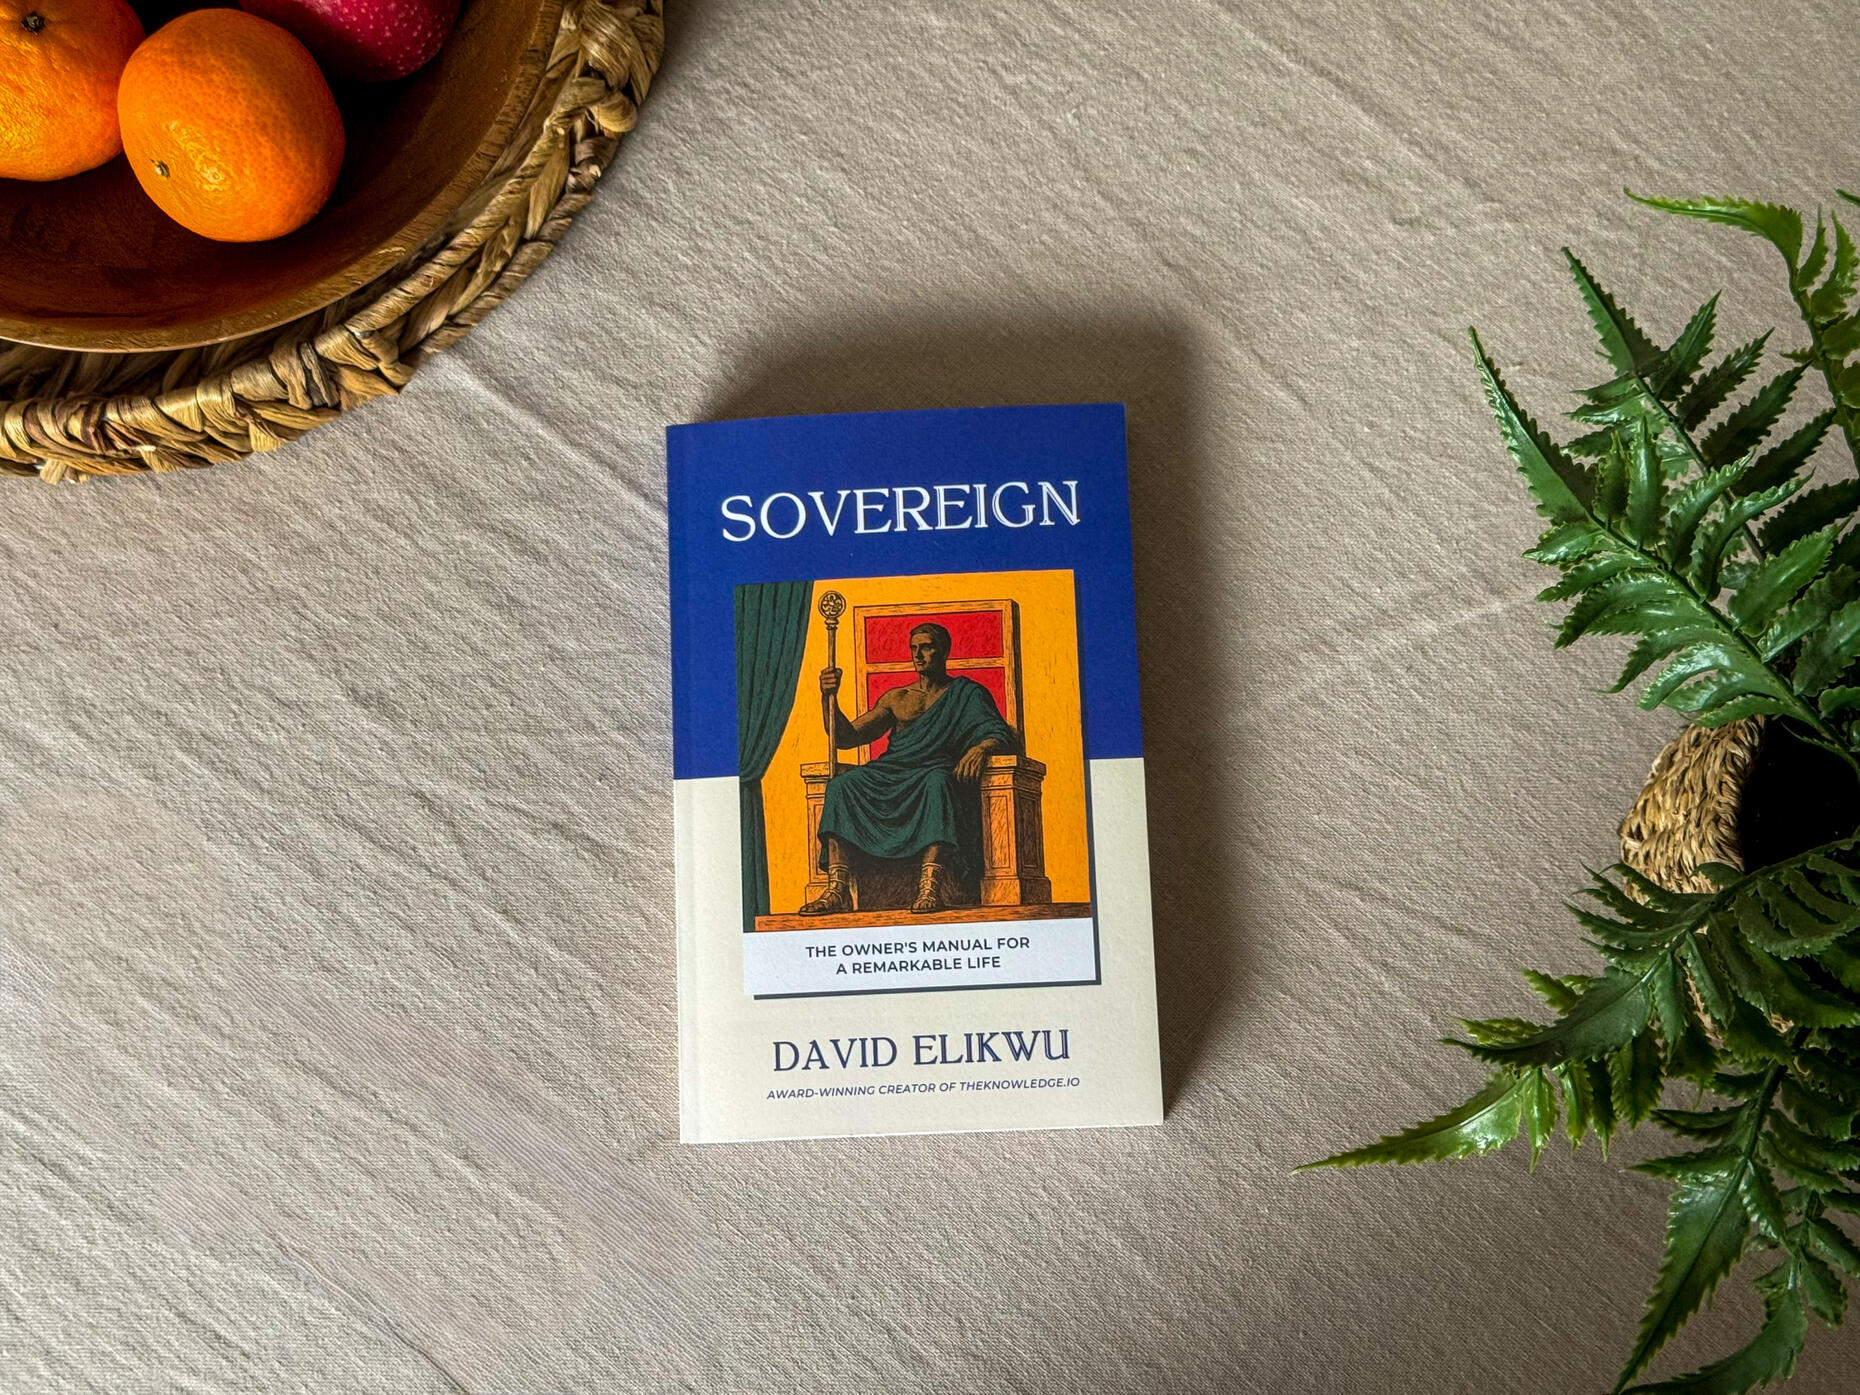 SOVEREIGN
THE OWNER'S MANUAL FOR
A REMARKABLE LIFE
DAVID ELIKWU
AWARD-WINNING CREATOR OF THEKNOWLEDGE.IO